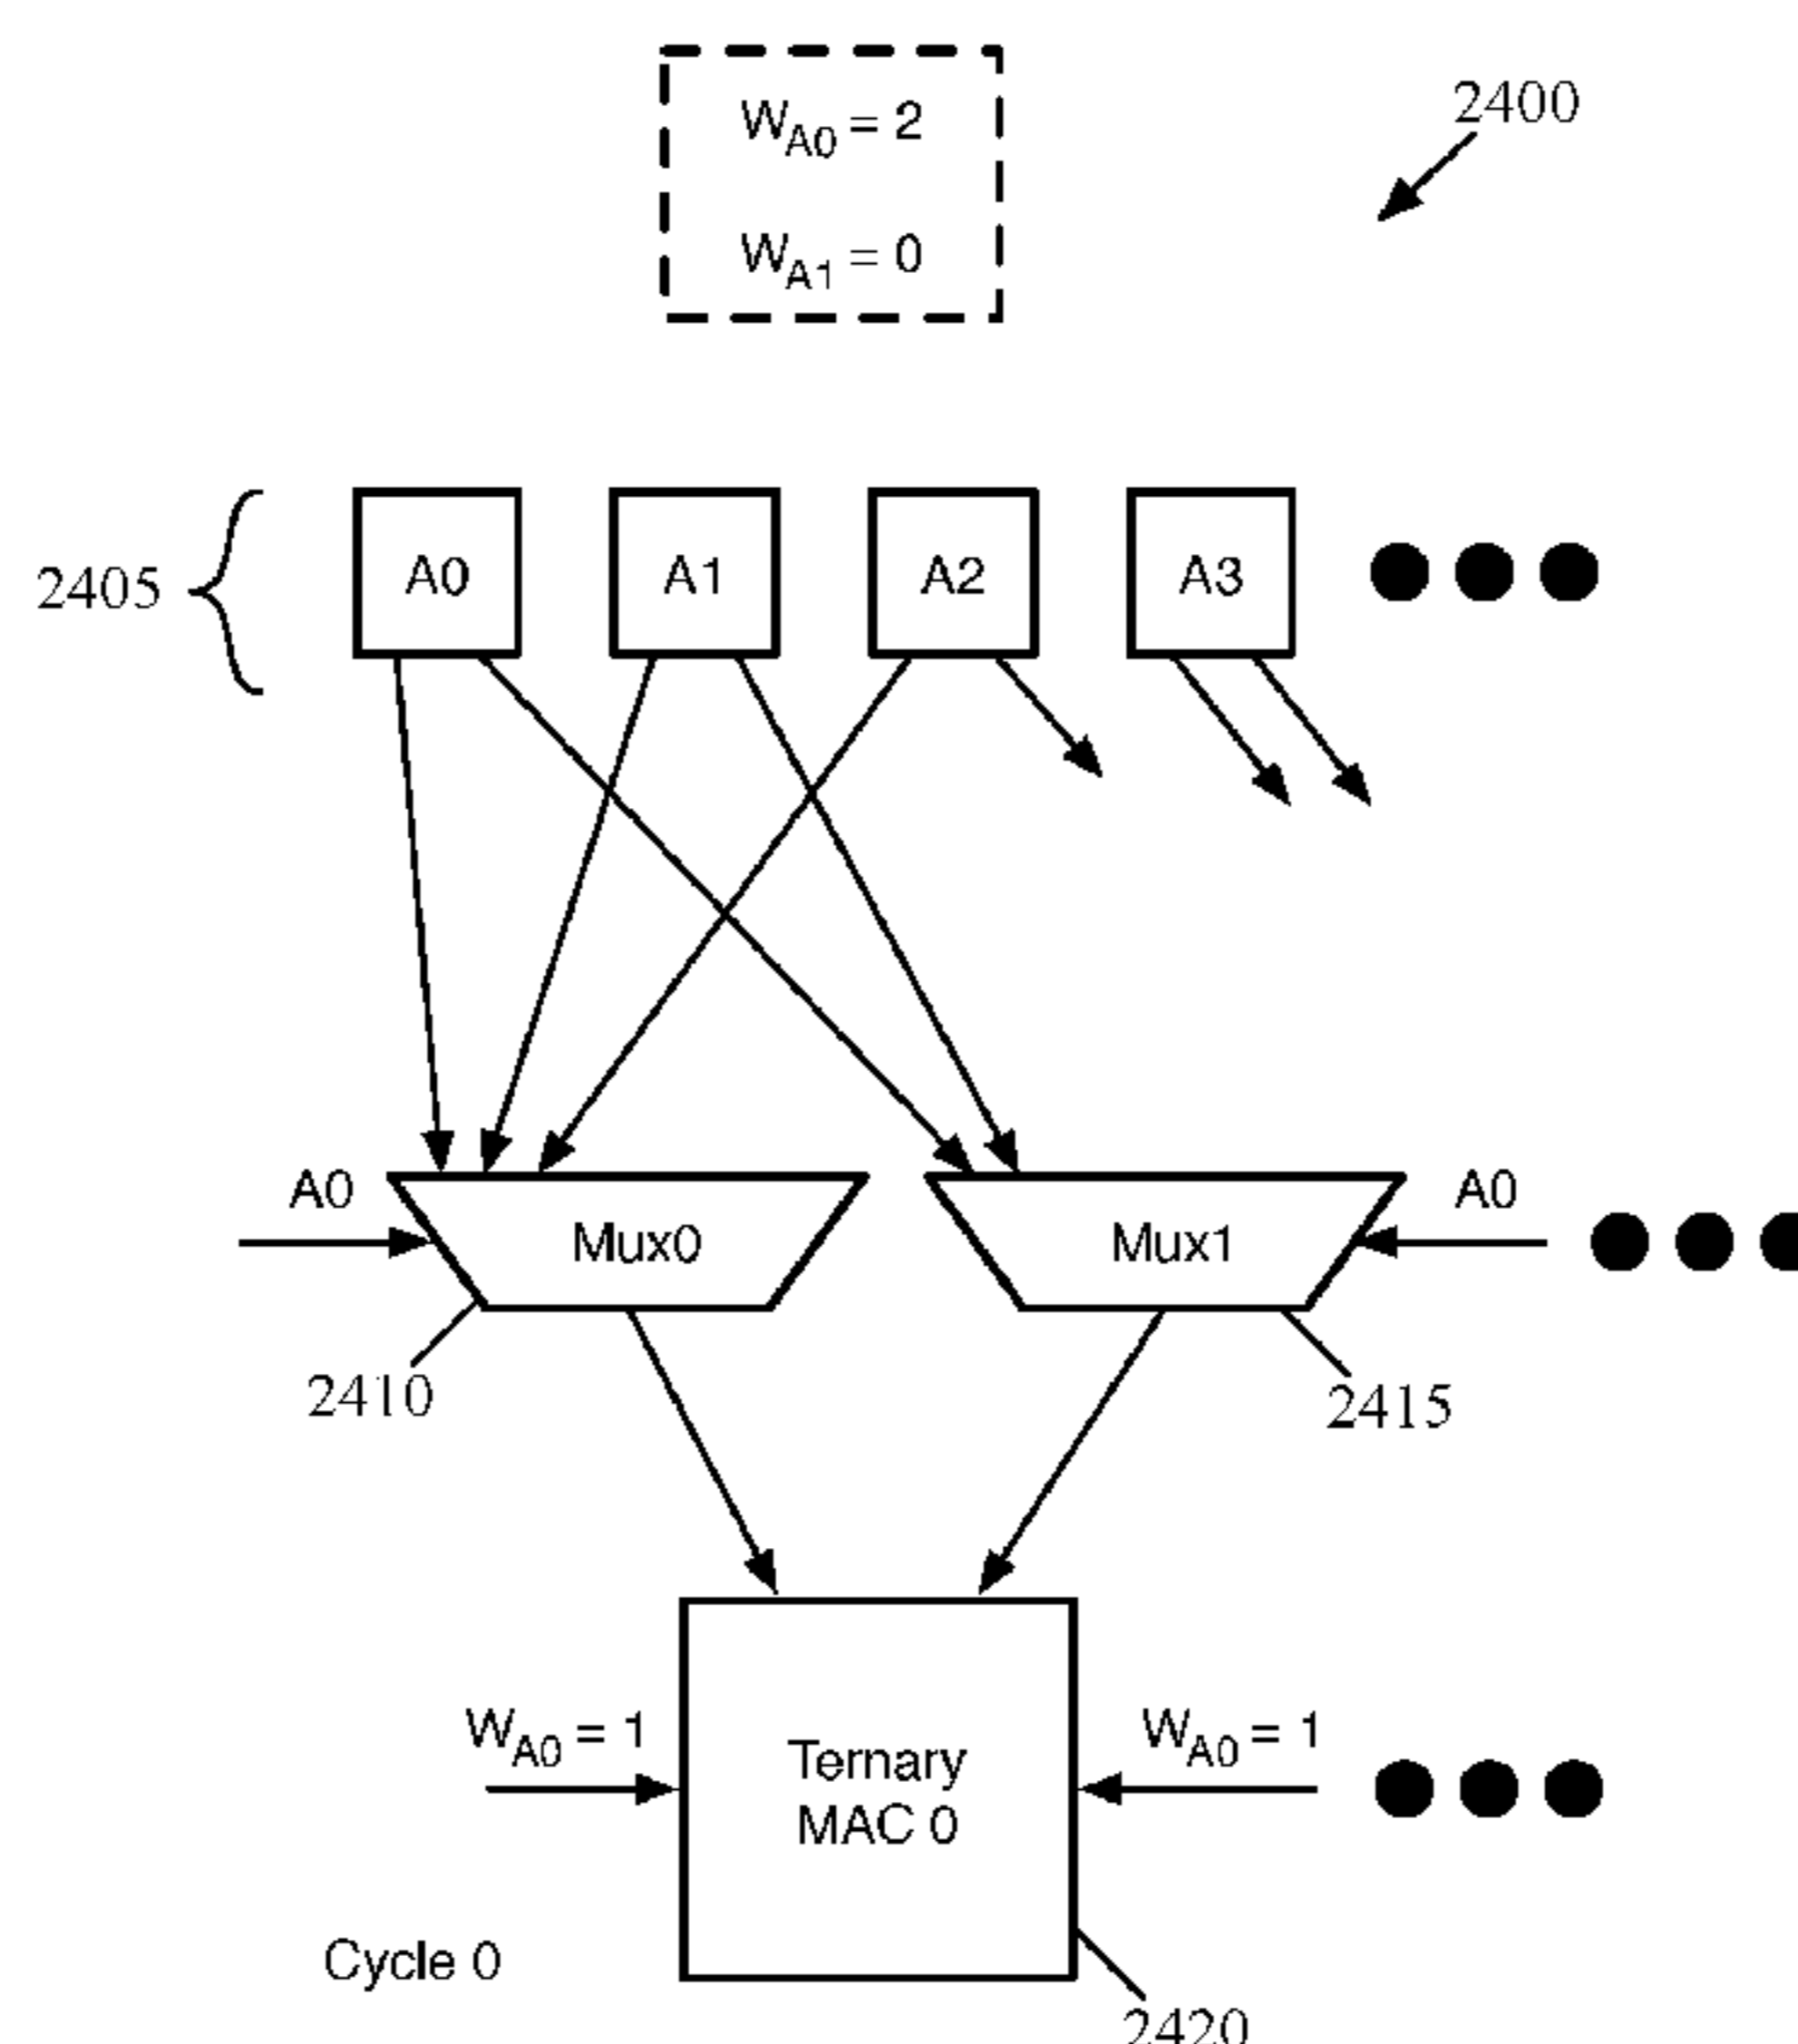 W_A0 = 2
2400
W_A1 = 0
2405
A0
A1
A2
A3
A0
Mux0
Mux1
A0
2410
2415
W_A0 = 1
Ternary
MAC 0
W_A0 = 1
Cycle 0
2420